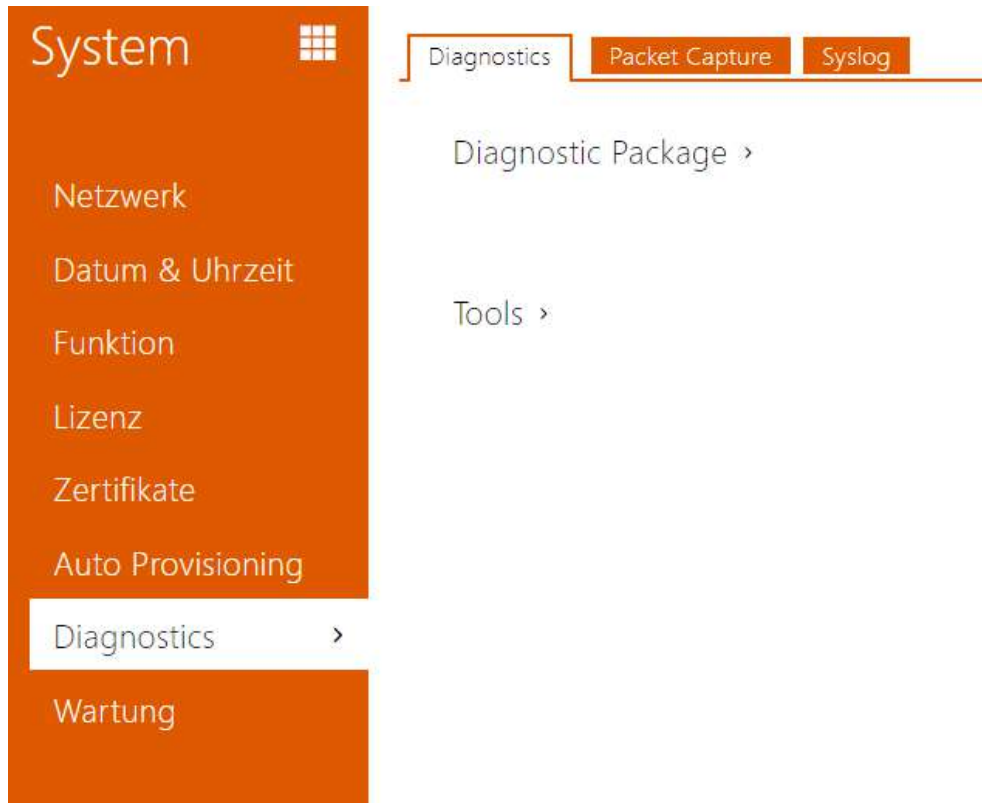 System
Netzwerk
Datum & Uhrzeit
Funktion
Lizenz
Zertifikate
Auto Provisioning
Diagnostics
Wartung
Diagnostics
Packet Capture
Syslog
Diagnostic Package
Tools